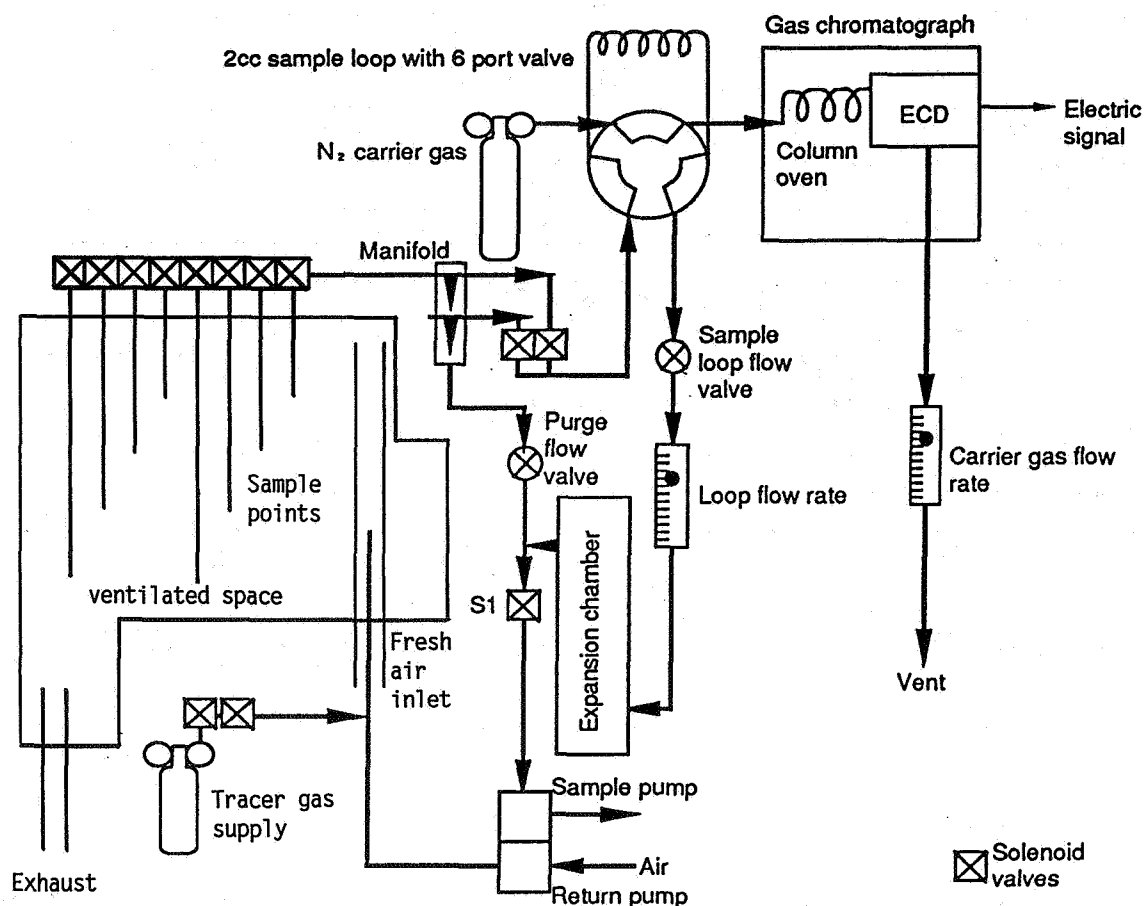 Gas chromatograph
2cc sample loop with 6 port valve
ECD
Electric
signal
N₂ carrier gas
Column
oven
Manifold
Sample
loop flow
valve
Purge
flow
valve
Carrier gas flow
rate
Sample
points
Loop flow rate
ventilated space
S1
Expansion chamber
Fresh
air
inlet
Vent
Tracer gas
supply
Sample pump
Air
Return pump
Exhaust
Solenoid
valves